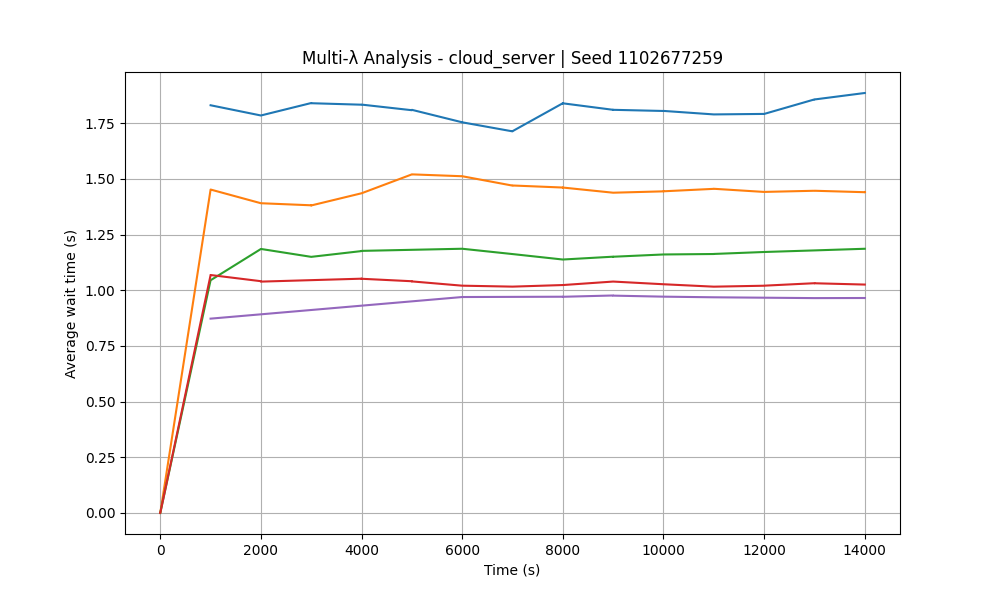 Multi-λ Analysis - cloud_server | Seed 1102677259
Average wait time (s)
1.75
1.50
1.25
1.00
0.75
0.50
0.25
0.00
0 2000 4000 6000 8000 10000 12000 14000
Time (s)